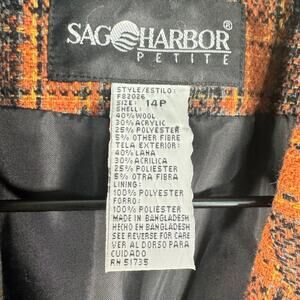 SAG HARBOR®
PETITE
STYLE/ESTILO:
F82026
SIZE: 14P
SHELL:
40% WOOL
30% ACRYLIC
25% POLYESTER
5% OTHER FIBRE
TELA EXTERIOR:
40% LANA
30% ACRILICA
25% POLIESTER
5% OTRA FIBRA
LINING:
100% POLYESTER
FORRO:
100% POLIESTER
MADE IN BANGLADESH
HECHO EN BANGLADESH
SEE REVERSE FOR CARE
VER AL DORSO PARA
CUIDADO
RN 51735